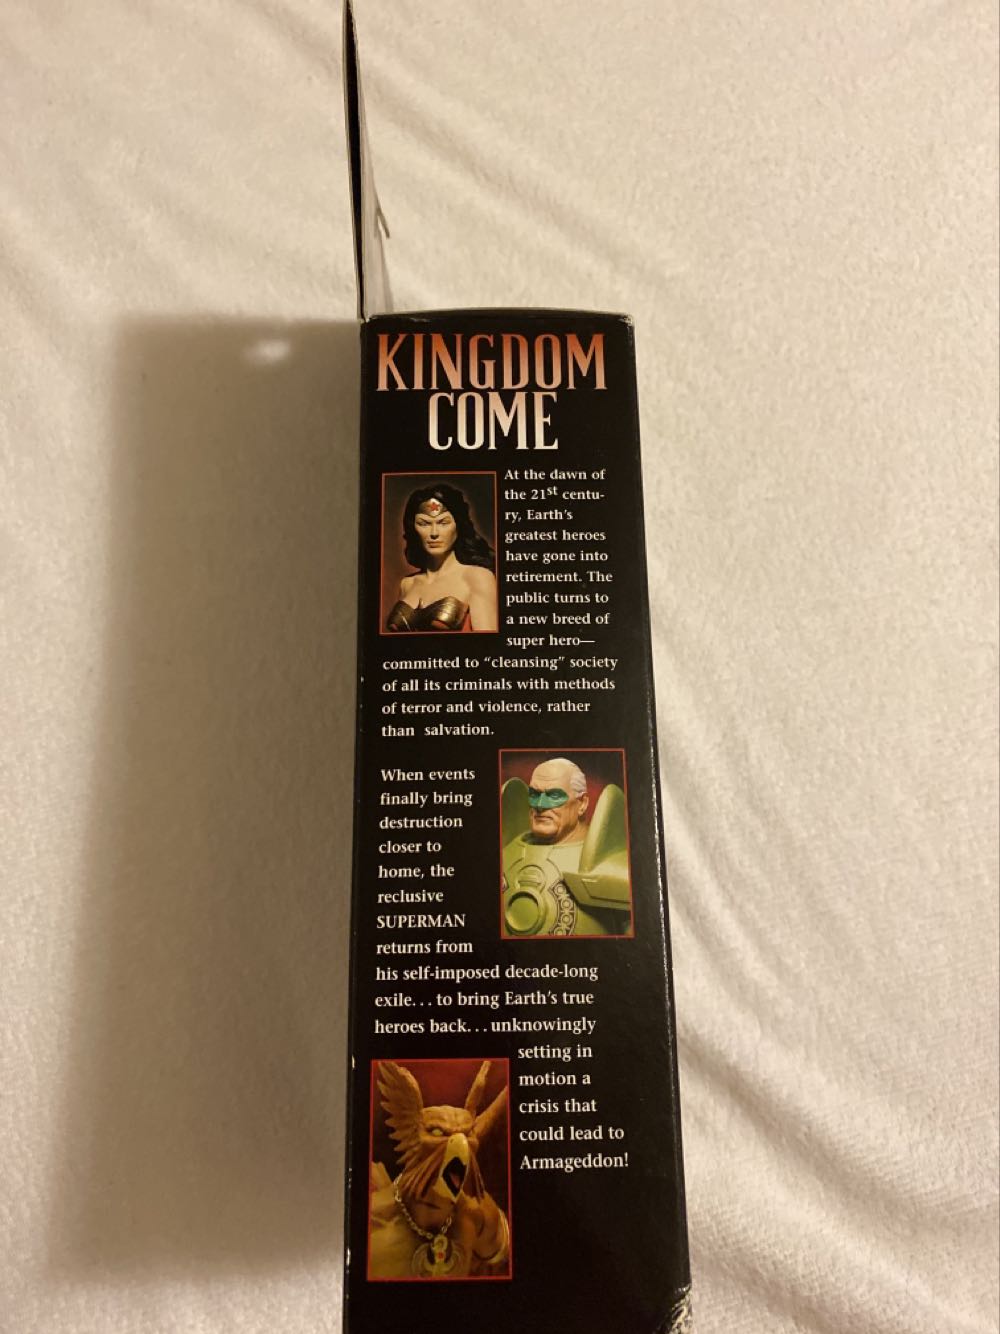 KINGDOM
COME
At the dawn of
the 21st centu-
ry, Earth's
greatest heroes
have gone into
retirement. The
public turns to
a new breed of
super hero—
committed to “cleansing” society
of all its criminals with methods
of terror and violence, rather
than salvation.
When events
finally bring
destruction
closer to
home, the
reclusive
SUPERMAN
returns from
his self-imposed decade-long
exile... to bring Earth's true
heroes back... unknowingly
setting in
motion a
crisis that
could lead to
Armageddon!